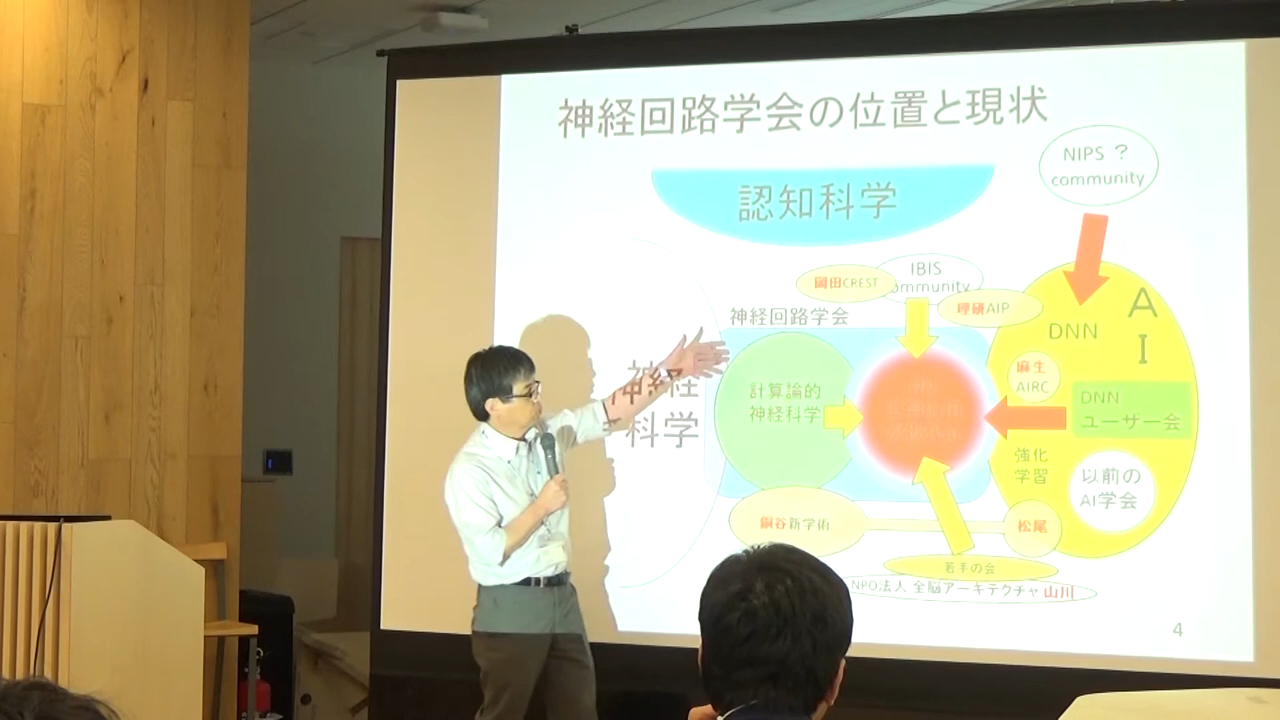 神経回路学会の位置と現状
NIPS ?
community
認知科学
IBIS
ommunity
岡田CREST
理研AIP
A
I
DNN
神経回路学会
神経
科学
計算論的
神経科学
麻生
AIRC
DNN
ユーザー会
強化
学習
以前の
AI学会
銅谷新学術
松尾
若手の会
NPO法人 全脳アーキテクチャ 山川
4